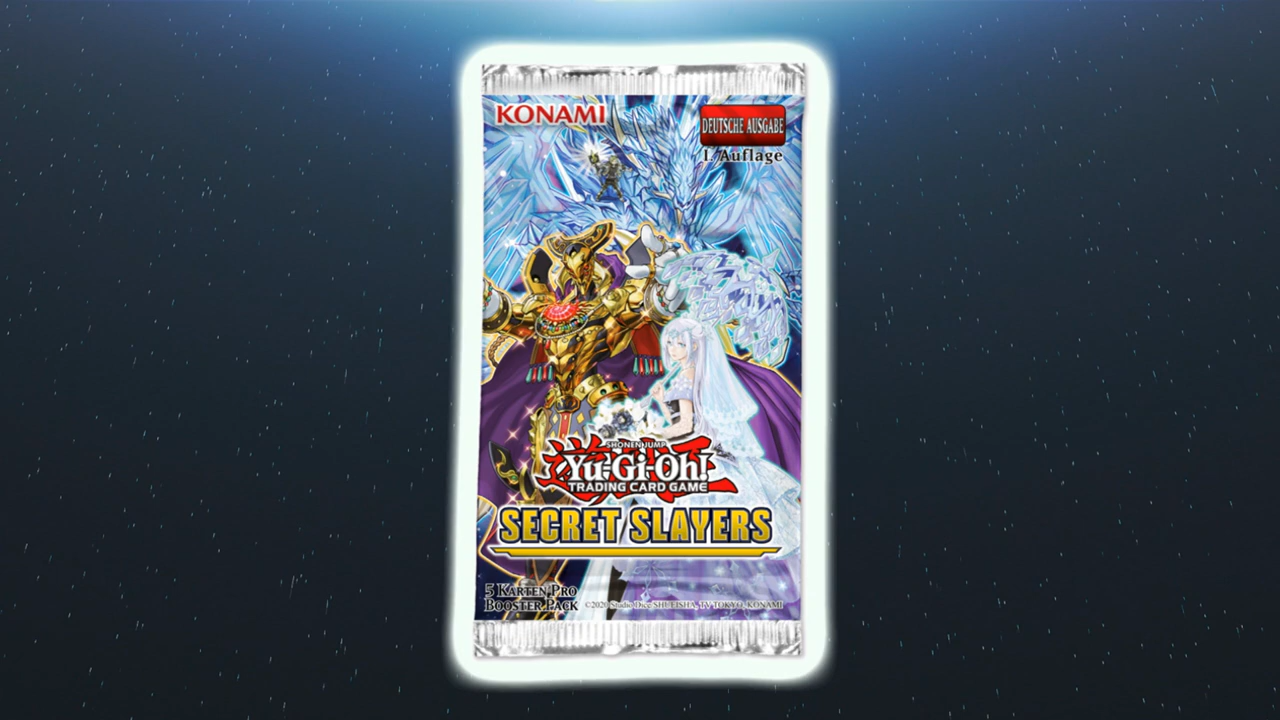 KONAMI
DEUTSCHE AUSGABE
1. Auflage
SHONEN JUMP
Yu-Gi-Oh!
TRADING CARD GAME
SECRET SLAYERS
5 KARTEN PRO
BOOSTER PACK
©2020 Studio Dice/SHUEISHA, TV TOKYO, KONAMI